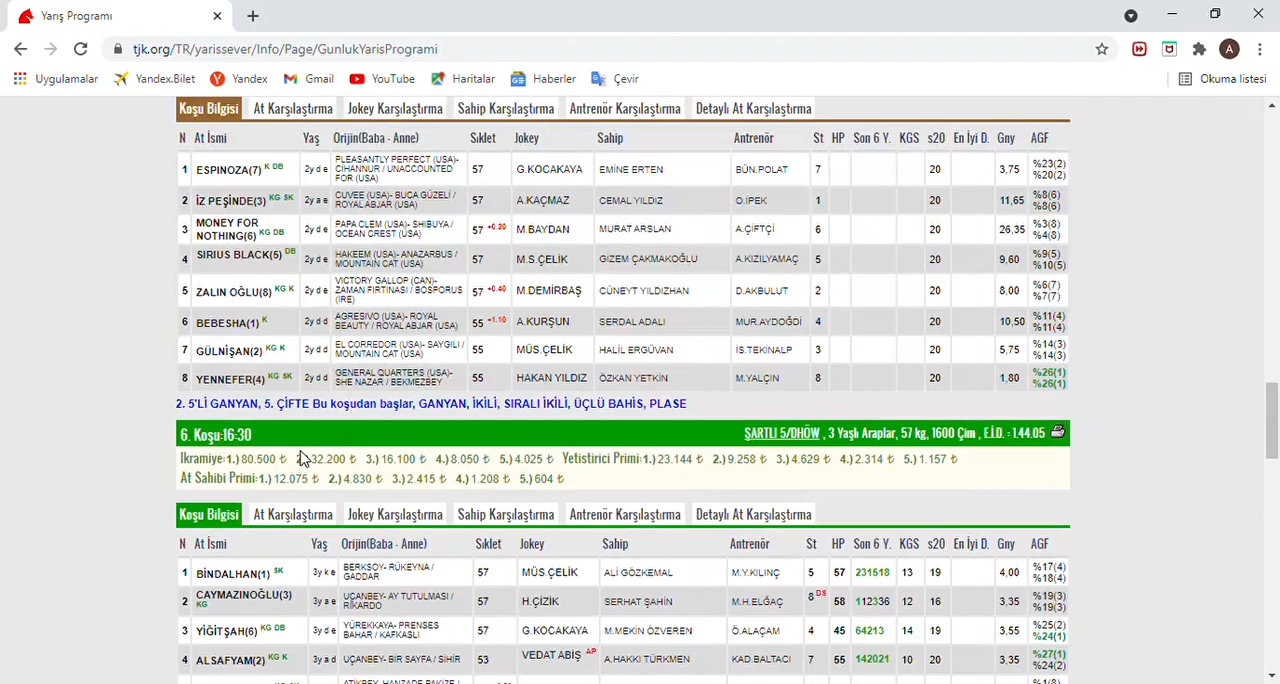 Yarış Programı
tjk.org/TR/yarissever/Info/Page/GunlukYarisProgrami
A
Uygulamalar Yandex.Bilet Yandex Gmail YouTube Haritalar Haberler Çevir Okuma listesi
Koşu Bilgisi At Karşılaştırma Jokey Karşılaştırma Sahip Karşılaştırma Antrenör Karşılaştırma Detaylı At Karşılaştırma
N At İsmi Yaş Orijin(Baba - Anne) Sıklet Jokey Sahip Antrenör St HP Son 6 Y. KGS s20 En İyi D. Gny AGF
1 ESPINOZA(7) K DB 2y d e PLEASANTLY PERFECT (USA)- CIHANNUR / UNACCOUNTED FOR (USA) 57 G.KOCAKAYA EMİNE ERTEN BÜN.POLAT 7 20 3,75 %23(2) %20(2)
2 İZ PEŞİNDE(3) KG SK 2y a e CUVEE (USA)- BUCA GÜZELİ / ROYAL ABJAR (USA) 57 A.KAÇMAZ CEMAL YILDIZ O.İPEK 1 20 11,65 %8(6) %8(6)
3 MONEY FOR NOTHING(6) KG DB 2y d e PAPA CLEM (USA)- SHIBUYA / OCEAN CREST (USA) 57 +0.20 M.BAYDAN MURAT ARSLAN A.ÇİFTÇİ 6 20 26,35 %3(8) %4(8)
4 SIRIUS BLACK(5) DB 2y d e HAKEEM (USA)- ANAZARBUS / MOUNTAIN CAT (USA) 57 M.S.ÇELİK GİZEM ÇAKMAKOĞLU A.KIZILYAMAÇ 5 20 9,60 %9(5) %10(5)
5 ZALIN OĞLU(8) KG K 2y d e VICTORY GALLOP (CAN)- ZAMAN FIRTINASI / BOSPORUS (IRE) 57 +0.40 M.DEMİRBAŞ CÜNEYT YILDIZHAN D.AKBULUT 2 20 8,00 %6(7) %7(7)
6 BEBESHA(1) K 2y d d AGRESIVO (USA)- ROYAL BEAUTY / ROYAL ABJAR (USA) 55 +1.10 A.KURŞUN SERDAL ADALI MUR.AYDOĞDİ 4 20 10,50 %11(4) %11(4)
7 GÜLNİŞAN(2) KG K 2y d d EL CORREDOR (USA)- SAYGILI / MOUNTAIN CAT (USA) 55 MÜS.ÇELİK HALİL ERGÜVAN İS.TEKİNALP 3 20 5,75 %14(3) %14(3)
8 YENNEFER(4) KG SK 2y d d GENERAL QUARTERS (USA)- SHE NAZAR / BEKMEZBEY 55 HAKAN YILDIZ ÖZKAN YETKİN M.YALÇIN 8 20 1,80 %26(1) %26(1)
2. 5'Lİ GANYAN, 5. ÇİFTE Bu koşudan başlar, GANYAN, İKİLİ, SIRALI İKİLİ, ÜÇLÜ BAHİS, PLASE
6. Koşu:16:30 ŞARTLI 5/DHÖW , 3 Yaşlı Araplar, 57 kg, 1600 Çim , E.İ.D. : 1.44.05
Ikramiye:1.) 80.500 ₺ 32.200 ₺ 3.) 16.100 ₺ 4.) 8.050 ₺ 5.) 4.025 ₺ Yetistirici Primi:1.) 23.144 ₺ 2.) 9.258 ₺ 3.) 4.629 ₺ 4.) 2.314 ₺ 5.) 1.157 ₺
At Sahibi Primi:1.) 12.075 ₺ 2.) 4.830 ₺ 3.) 2.415 ₺ 4.) 1.208 ₺ 5.) 604 ₺
Koşu Bilgisi At Karşılaştırma Jokey Karşılaştırma Sahip Karşılaştırma Antrenör Karşılaştırma Detaylı At Karşılaştırma
N At İsmi Yaş Orijin(Baba - Anne) Sıklet Jokey Sahip Antrenör St HP Son 6 Y. KGS s20 En İyi D. Gny AGF
1 BİNDALHAN(1) SK 3y k e BERKSOY- RÜKEYNA / GADDAR 57 MÜS.ÇELİK ALİ GÖZKEMAL M.Y.KILINÇ 5 57 231518 13 19 4,00 %17(4) %18(4)
2 CAYMAZINOĞLU(3) KG 3y a e UÇANBEY- AY TUTULMASI / RİKARDO 57 H.ÇİZİK SERHAT ŞAHİN M.H.ELĞAÇ 8 DS 58 112336 12 16 3,35 %19(3) %19(3)
3 YİĞİTŞAH(6) KG DB 3y d e YÜREKKAYA- PRENSES BAHAR / KAFKASLI 57 G.KOCAKAYA M.MEKİN ÖZVEREN Ö.ALAÇAM 4 45 64213 14 19 3,55 %25(2) %24(1)
4 ALSAFYAM(2) KG K 3y a d UÇANBEY- BİR SAYFA / SİHİR 53 VEDAT ABİŞ AP A.HAKKI TÜRKMEN KAD.BALTACI 7 55 142021 10 20 3,35 %27(1) %24(2)